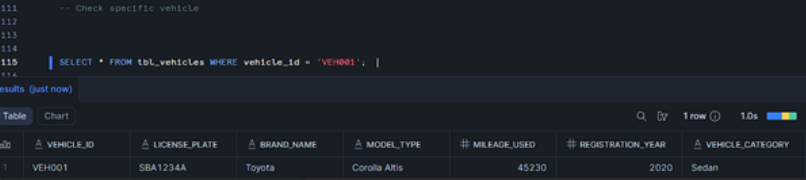 111 -- Check specific vehicle
112
113
114
115 SELECT * FROM tbl_vehicles WHERE vehicle_id = 'VEH001';
116
esults (just now)
Table Chart 1 row 1.0s
VEHICLE_ID LICENSE_PLATE BRAND_NAME MODEL_TYPE MILEAGE_USED REGISTRATION_YEAR VEHICLE_CATEGORY
1 VEH001 SBA1234A Toyota Corolla Altis 45230 2020 Sedan